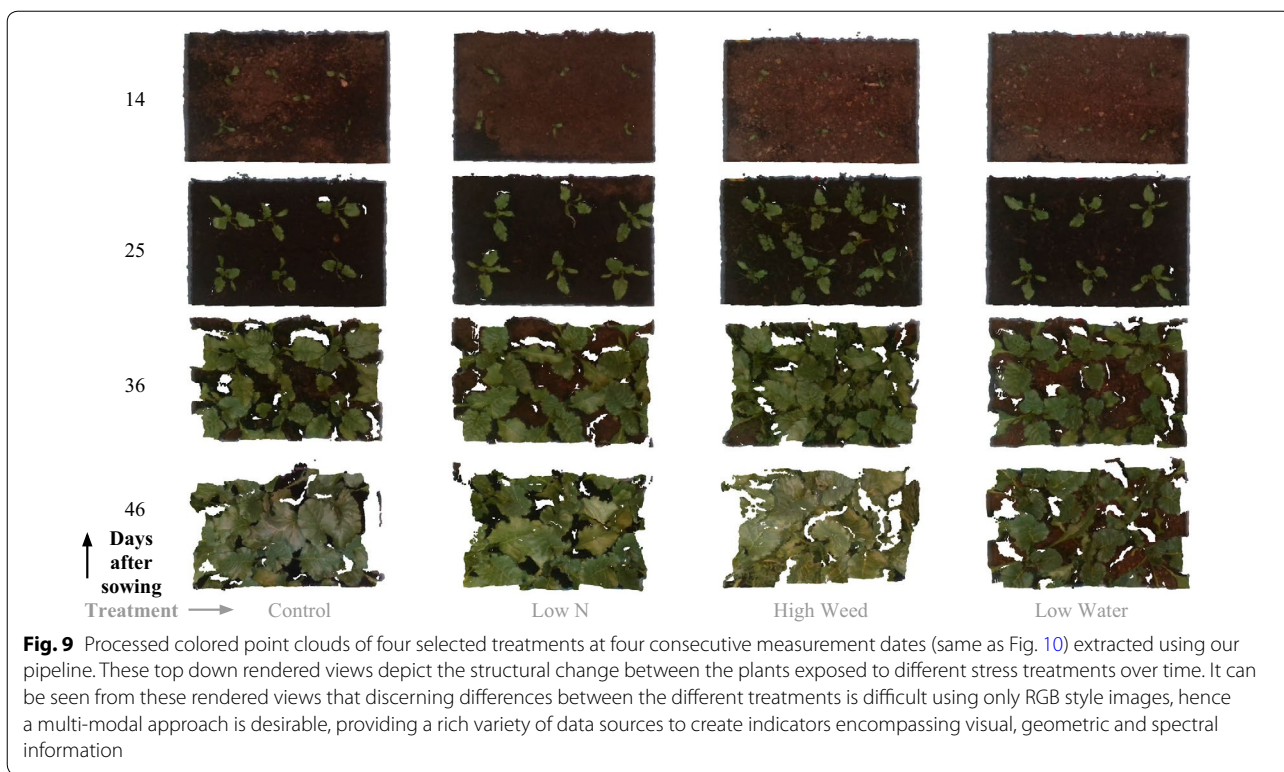 14
25
36
46
Days
after
sowing
Treatment
Control
Low N
High Weed
Low Water
Fig. 9 Processed colored point clouds of four selected treatments at four consecutive measurement dates (same as Fig. 10) extracted using our
pipeline. These top down rendered views depict the structural change between the plants exposed to different stress treatments over time. It can
be seen from these rendered views that discerning differences between the different treatments is difficult using only RGB style images, hence
a multi-modal approach is desirable, providing a rich variety of data sources to create indicators encompassing visual, geometric and spectral
information